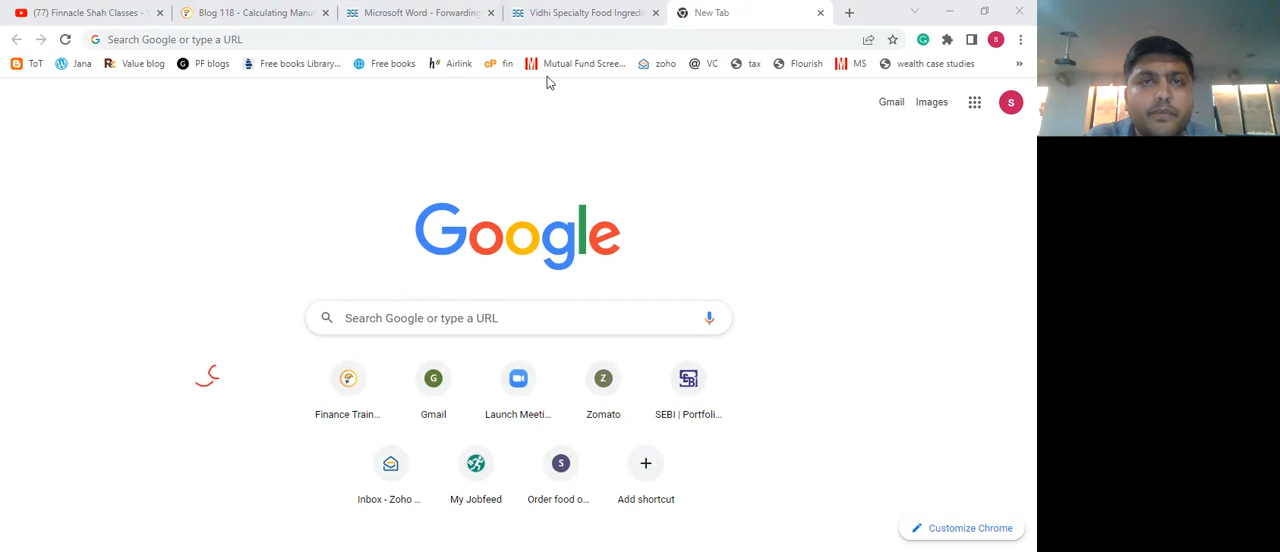 (77) Finnacle Shah Classes -
Blog 118 - Calculating Manu
Microsoft Word - Forwarding
Vidhi Specialty Food Ingredi
New Tab
Search Google or type a URL
S
ToT
Jana
Value blog
PF blogs
Free books Library...
Free books
Airlink
fin
Mutual Fund Scree...
zoho
VC
tax
Flourish
MS
wealth case studies
»
Gmail
Images
S
Google
Search Google or type a URL
Finance Train...
G
Gmail
Launch Meeti...
Z
Zomato
SEBI
SEBI | Portfoli...
Inbox - Zoho ...
My Jobfeed
S
Order food o...
Add shortcut
Customize Chrome